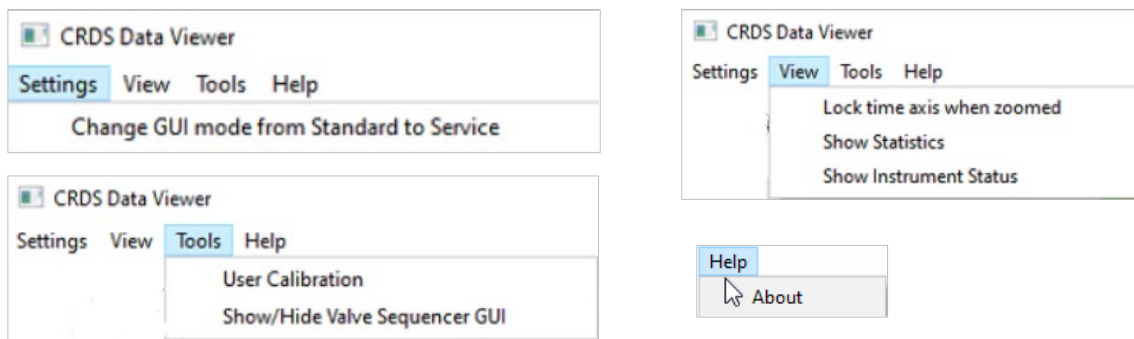 CRDS Data Viewer
Settings View Tools Help
Change GUI mode from Standard to Service
CRDS Data Viewer
Settings View Tools Help
User Calibration
Show/Hide Valve Sequencer GUI
CRDS Data Viewer
Settings View Tools Help
Lock time axis when zoomed
Show Statistics
Show Instrument Status
Help
About